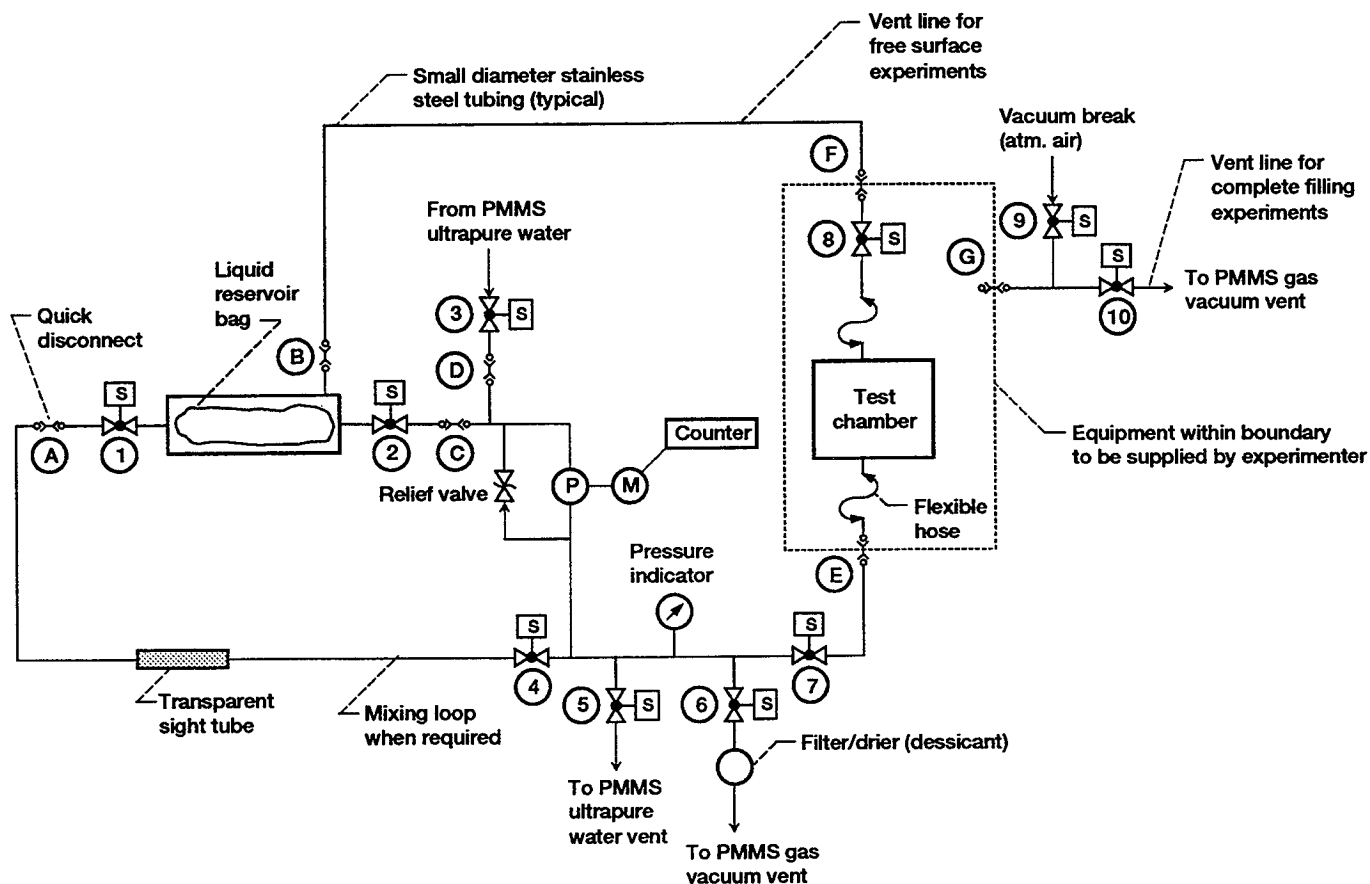 Vent line for
free surface
experiments
Small diameter stainless
steel tubing (typical)
Vacuum break
(atm. air)
Vent line for
complete filling
experiments
F
From PMMS
ultrapure water
9
S
8
S
G
S
To PMMS gas
vacuum vent
10
Liquid
reservoir
bag
Quick
disconnect
3
S
B
D
Test
chamber
S
S
Counter
A
1
2
C
Relief valve
P
M
Equipment within boundary
to be supplied by experimenter
Flexible
hose
Pressure
indicator
E
S
S
4
7
Transparent
sight tube
Mixing loop
when required
5
S
6
S
Filter/drier (dessicant)
To PMMS
ultrapure
water vent
To PMMS gas
vacuum vent